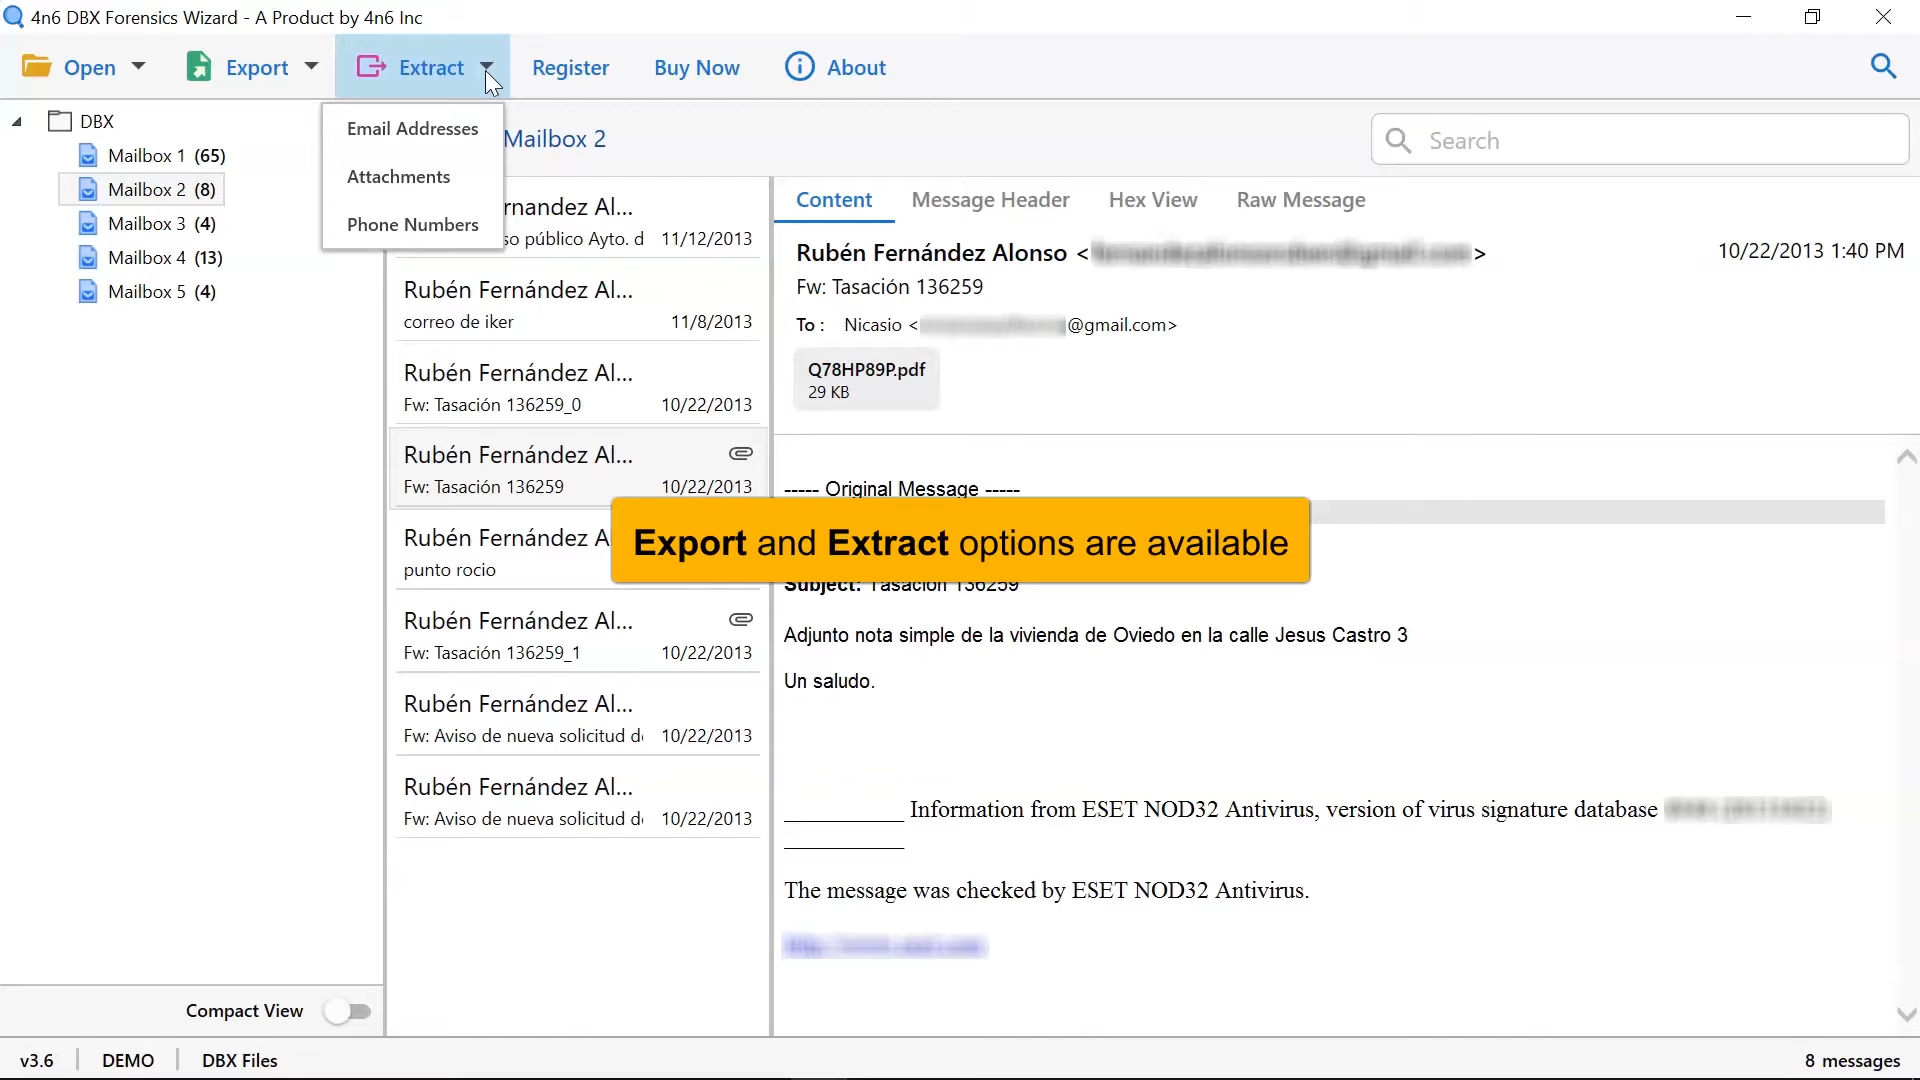 4n6 DBX Forensics Wizard - A Product by 4n6 Inc
Open Export Extract Register Buy Now About
Email Addresses
Attachments
Phone Numbers
DBX
Mailbox 1 (65)
Mailbox 2 (8)
Mailbox 3 (4)
Mailbox 4 (13)
Mailbox 5 (4)
Mailbox 2
Search
rnandez Al...
so público Ayto. d 11/12/2013
Rubén Fernández Al...
correo de iker 11/8/2013
Rubén Fernández Al...
Fw: Tasación 136259_0 10/22/2013
Rubén Fernández Al...
Fw: Tasación 136259 10/22/2013
Rubén Fernández A
punto rocio
Rubén Fernández Al...
Fw: Tasación 136259_1 10/22/2013
Rubén Fernández Al...
Fw: Aviso de nueva solicitud d 10/22/2013
Rubén Fernández Al...
Fw: Aviso de nueva solicitud d 10/22/2013
Content Message Header Hex View Raw Message
Rubén Fernández Alonso < > 10/22/2013 1:40 PM
Fw: Tasación 136259
To : Nicasio < @gmail.com>
Q78HP89P.pdf
29 KB
----- Original Message -----
Export and Extract options are available
Subject: Tasación 136259
Adjunto nota simple de la vivienda de Oviedo en la calle Jesus Castro 3
Un saludo.
__________ Information from ESET NOD32 Antivirus, version of virus signature database
__________
The message was checked by ESET NOD32 Antivirus.
Compact View
v3.6 DEMO DBX Files 8 messages